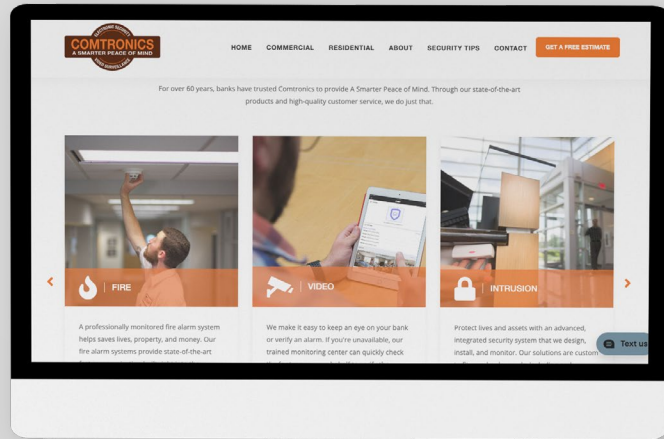 ELECTRONIC SECURITY
COMTRONICS
A SMARTER PEACE OF MIND
VIDEO SURVEILLANCE
HOME COMMERCIAL RESIDENTIAL ABOUT SECURITY TIPS CONTACT GET A FREE ESTIMATE
For over 60 years, banks have trusted Comtronics to provide A Smarter Peace of Mind. Through our state-of-the-art
products and high-quality customer service, we do just that.
FIRE
A professionally monitored fire alarm system
helps saves lives, property, and money. Our
fire alarm systems provide state-of-the-art
VIDEO
We make it easy to keep an eye on your bank
or verify an alarm. If you're unavailable, our
trained monitoring center can quickly check
INTRUSION
Protect lives and assets with an advanced,
integrated security system that we design,
install, and monitor. Our solutions are custom
Text us